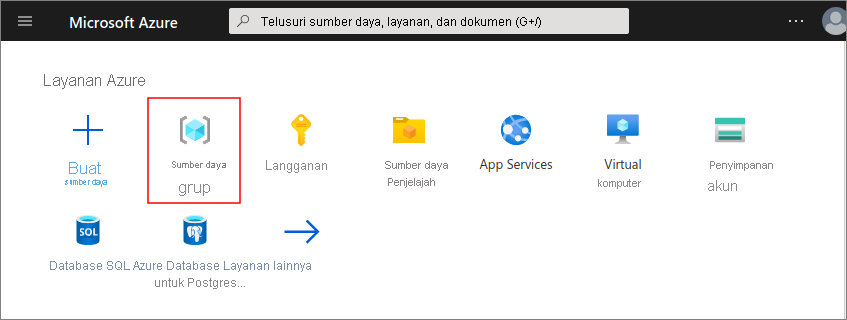 Microsoft Azure
Telusuri sumber daya, layanan, dan dokumen (G+/)
Layanan Azure
Buat
sumber daya
Sumber daya
grup
Langganan
Sumber daya
Penjelajah
App Services
Virtual
komputer
Penyimpanan
akun
SQL
Database SQL Azure Database Layanan lainnya
untuk Postgres...